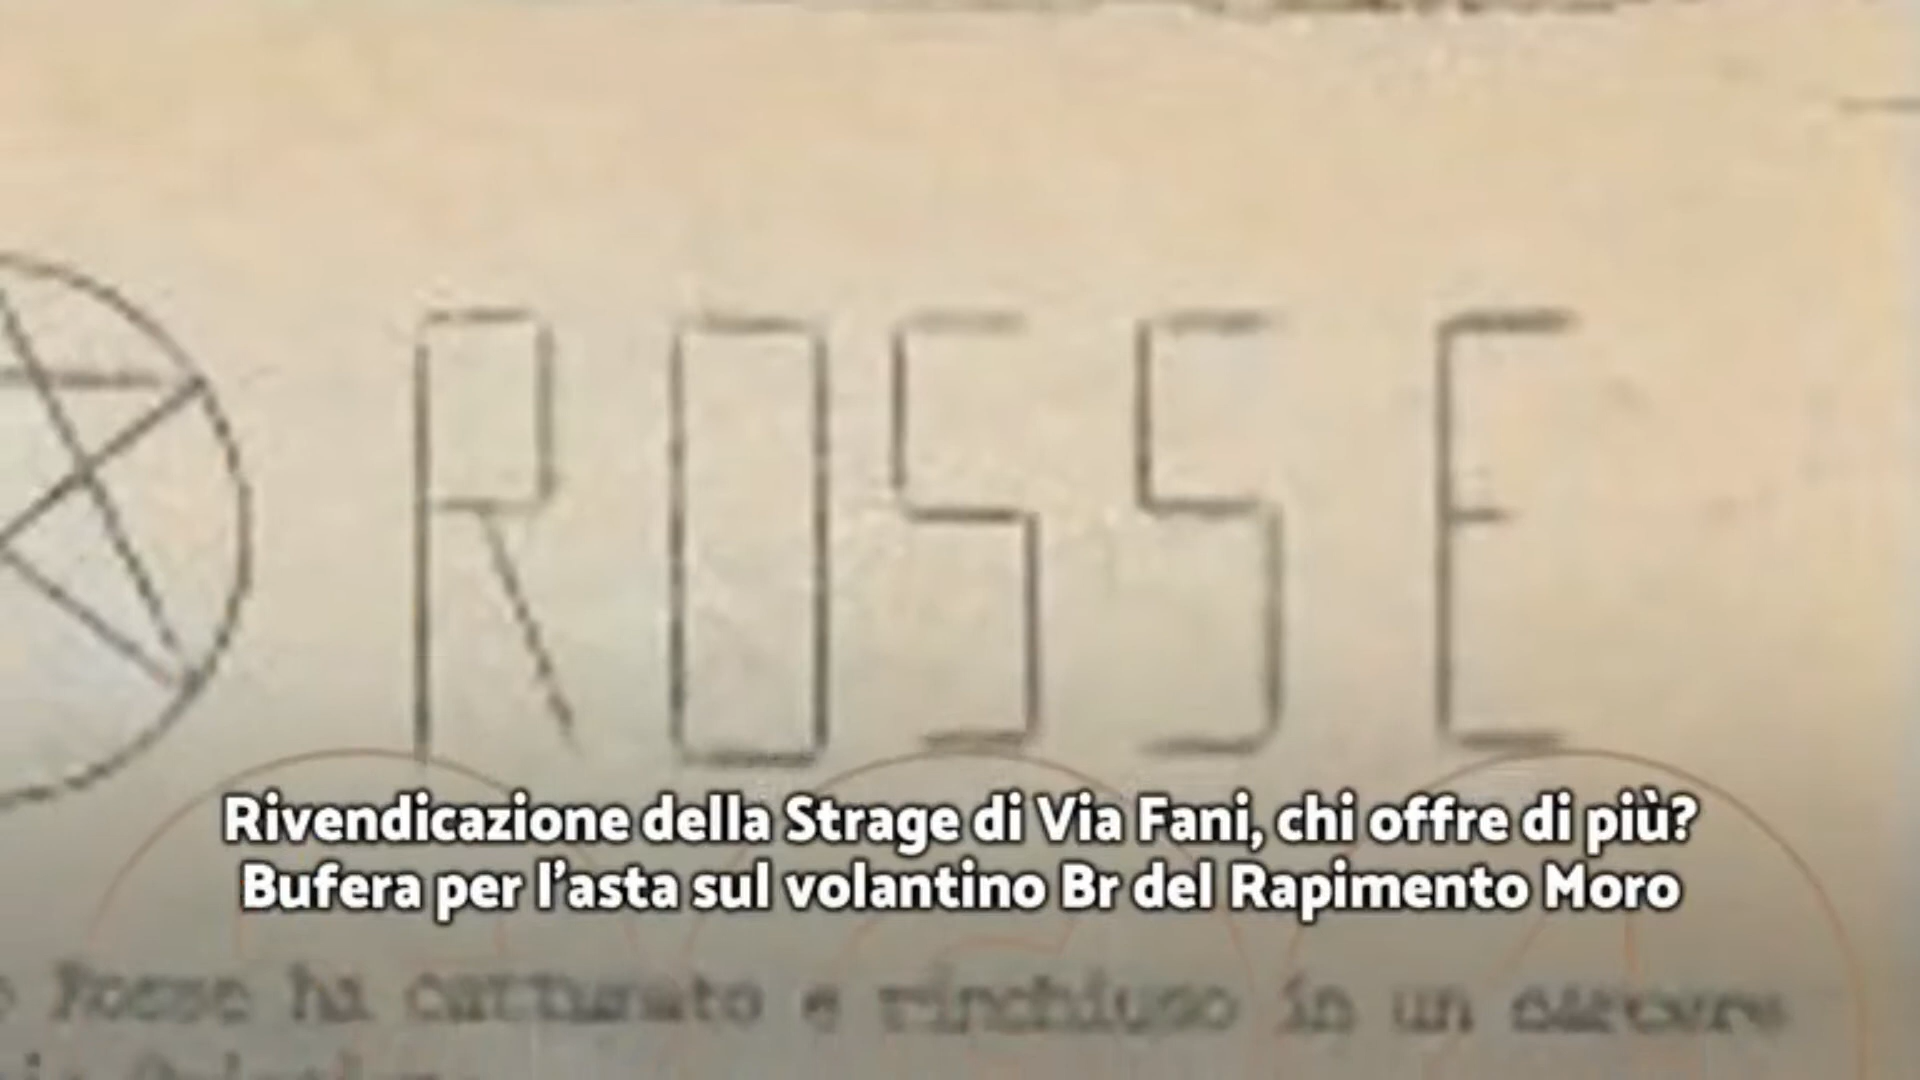 ROSSE
Rivendicazione della Strage di Via Fani, chi offre di più?
Bufera per l'asta sul volantino Br del Rapimento Moro
Rosse ha catturato e rinchiuso in un carcere